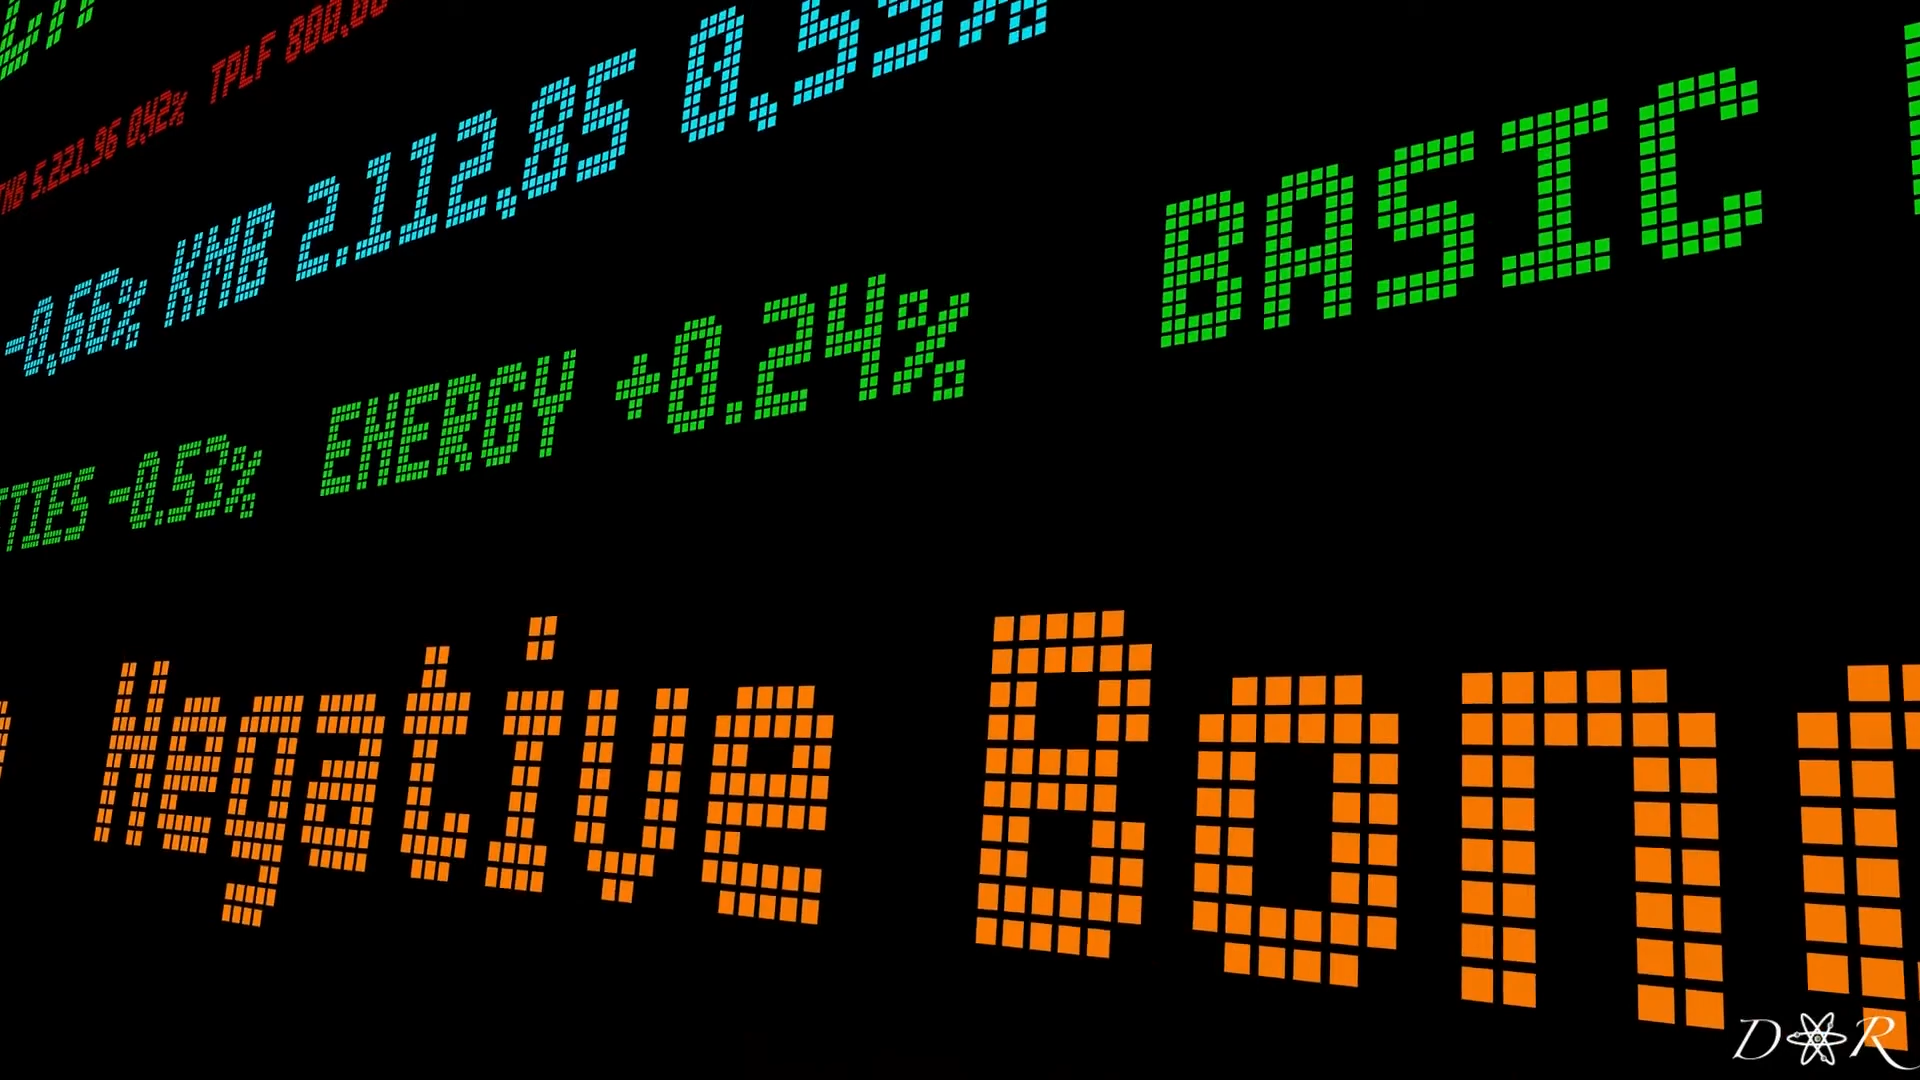 5.221,96 0,42% TPLF 800.00
-0,66% KMB 2.112,85 0,59%
-0.53% ENERGY +0.24% BASIC
Negative Bond
D R